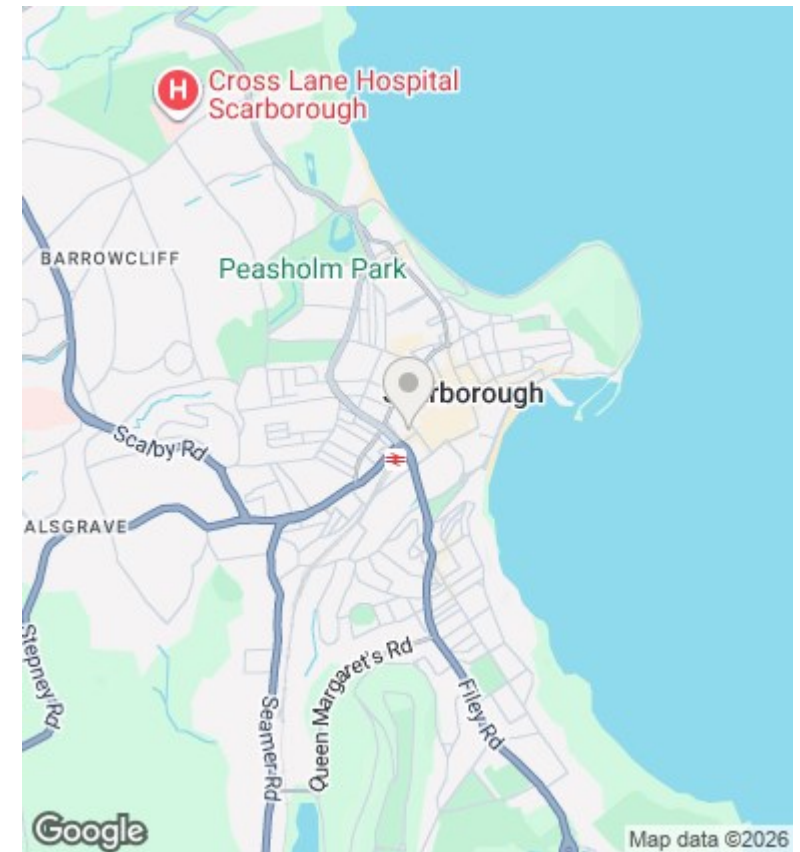 H
Cross Lane Hospital
Scarborough
BARROWCLIFF
Peasholm Park
Scalby Rd
ALSGRAVE
Stepney Rd
Seamer Rd
Queen Margaret's Rd
Filey Rd
Google
Map data ©2026